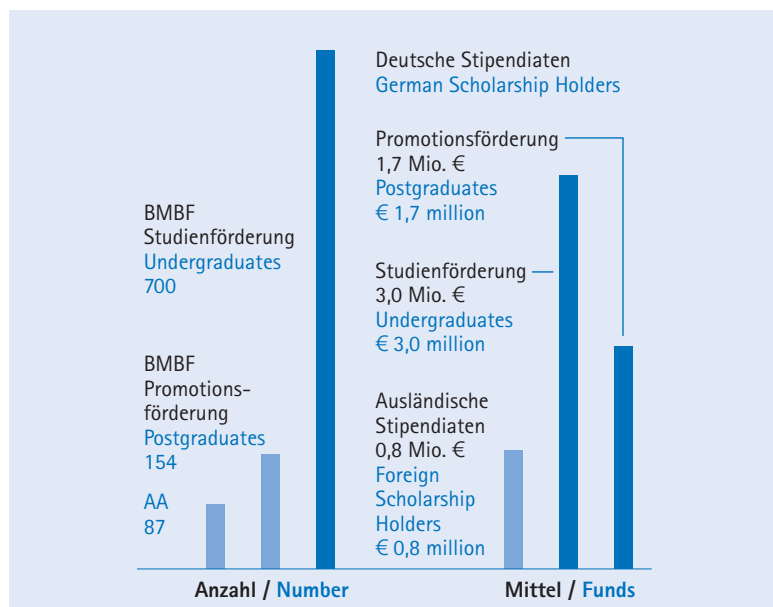 BMBF
Studienförderung
Undergraduates
700
BMBF
Promotions-
förderung
Postgraduates
154
AA
87
Deutsche Stipendiaten
German Scholarship Holders
Promotionsförderung
1,7 Mio. €
Postgraduates
€ 1,7 million
Studienförderung
3,0 Mio. €
Undergraduates
€ 3,0 million
Ausländische
Stipendiaten
0,8 Mio. €
Foreign
Scholarship
Holders
€ 0,8 million
Anzahl / Number
Mittel / Funds